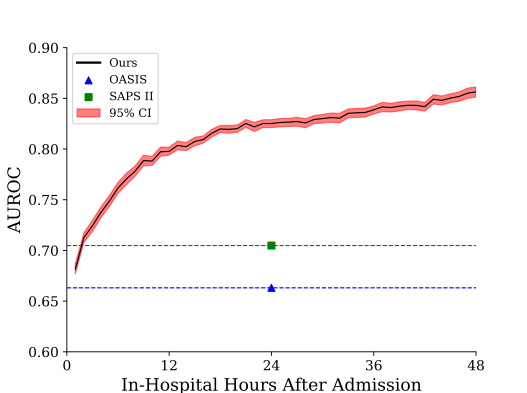 0.90
0.85
0.80
0.75
0.70
0.65
0.60
AUROC
Ours
OASIS
SAPS II
95% CI
0 12 24 36 48
In-Hospital Hours After Admission